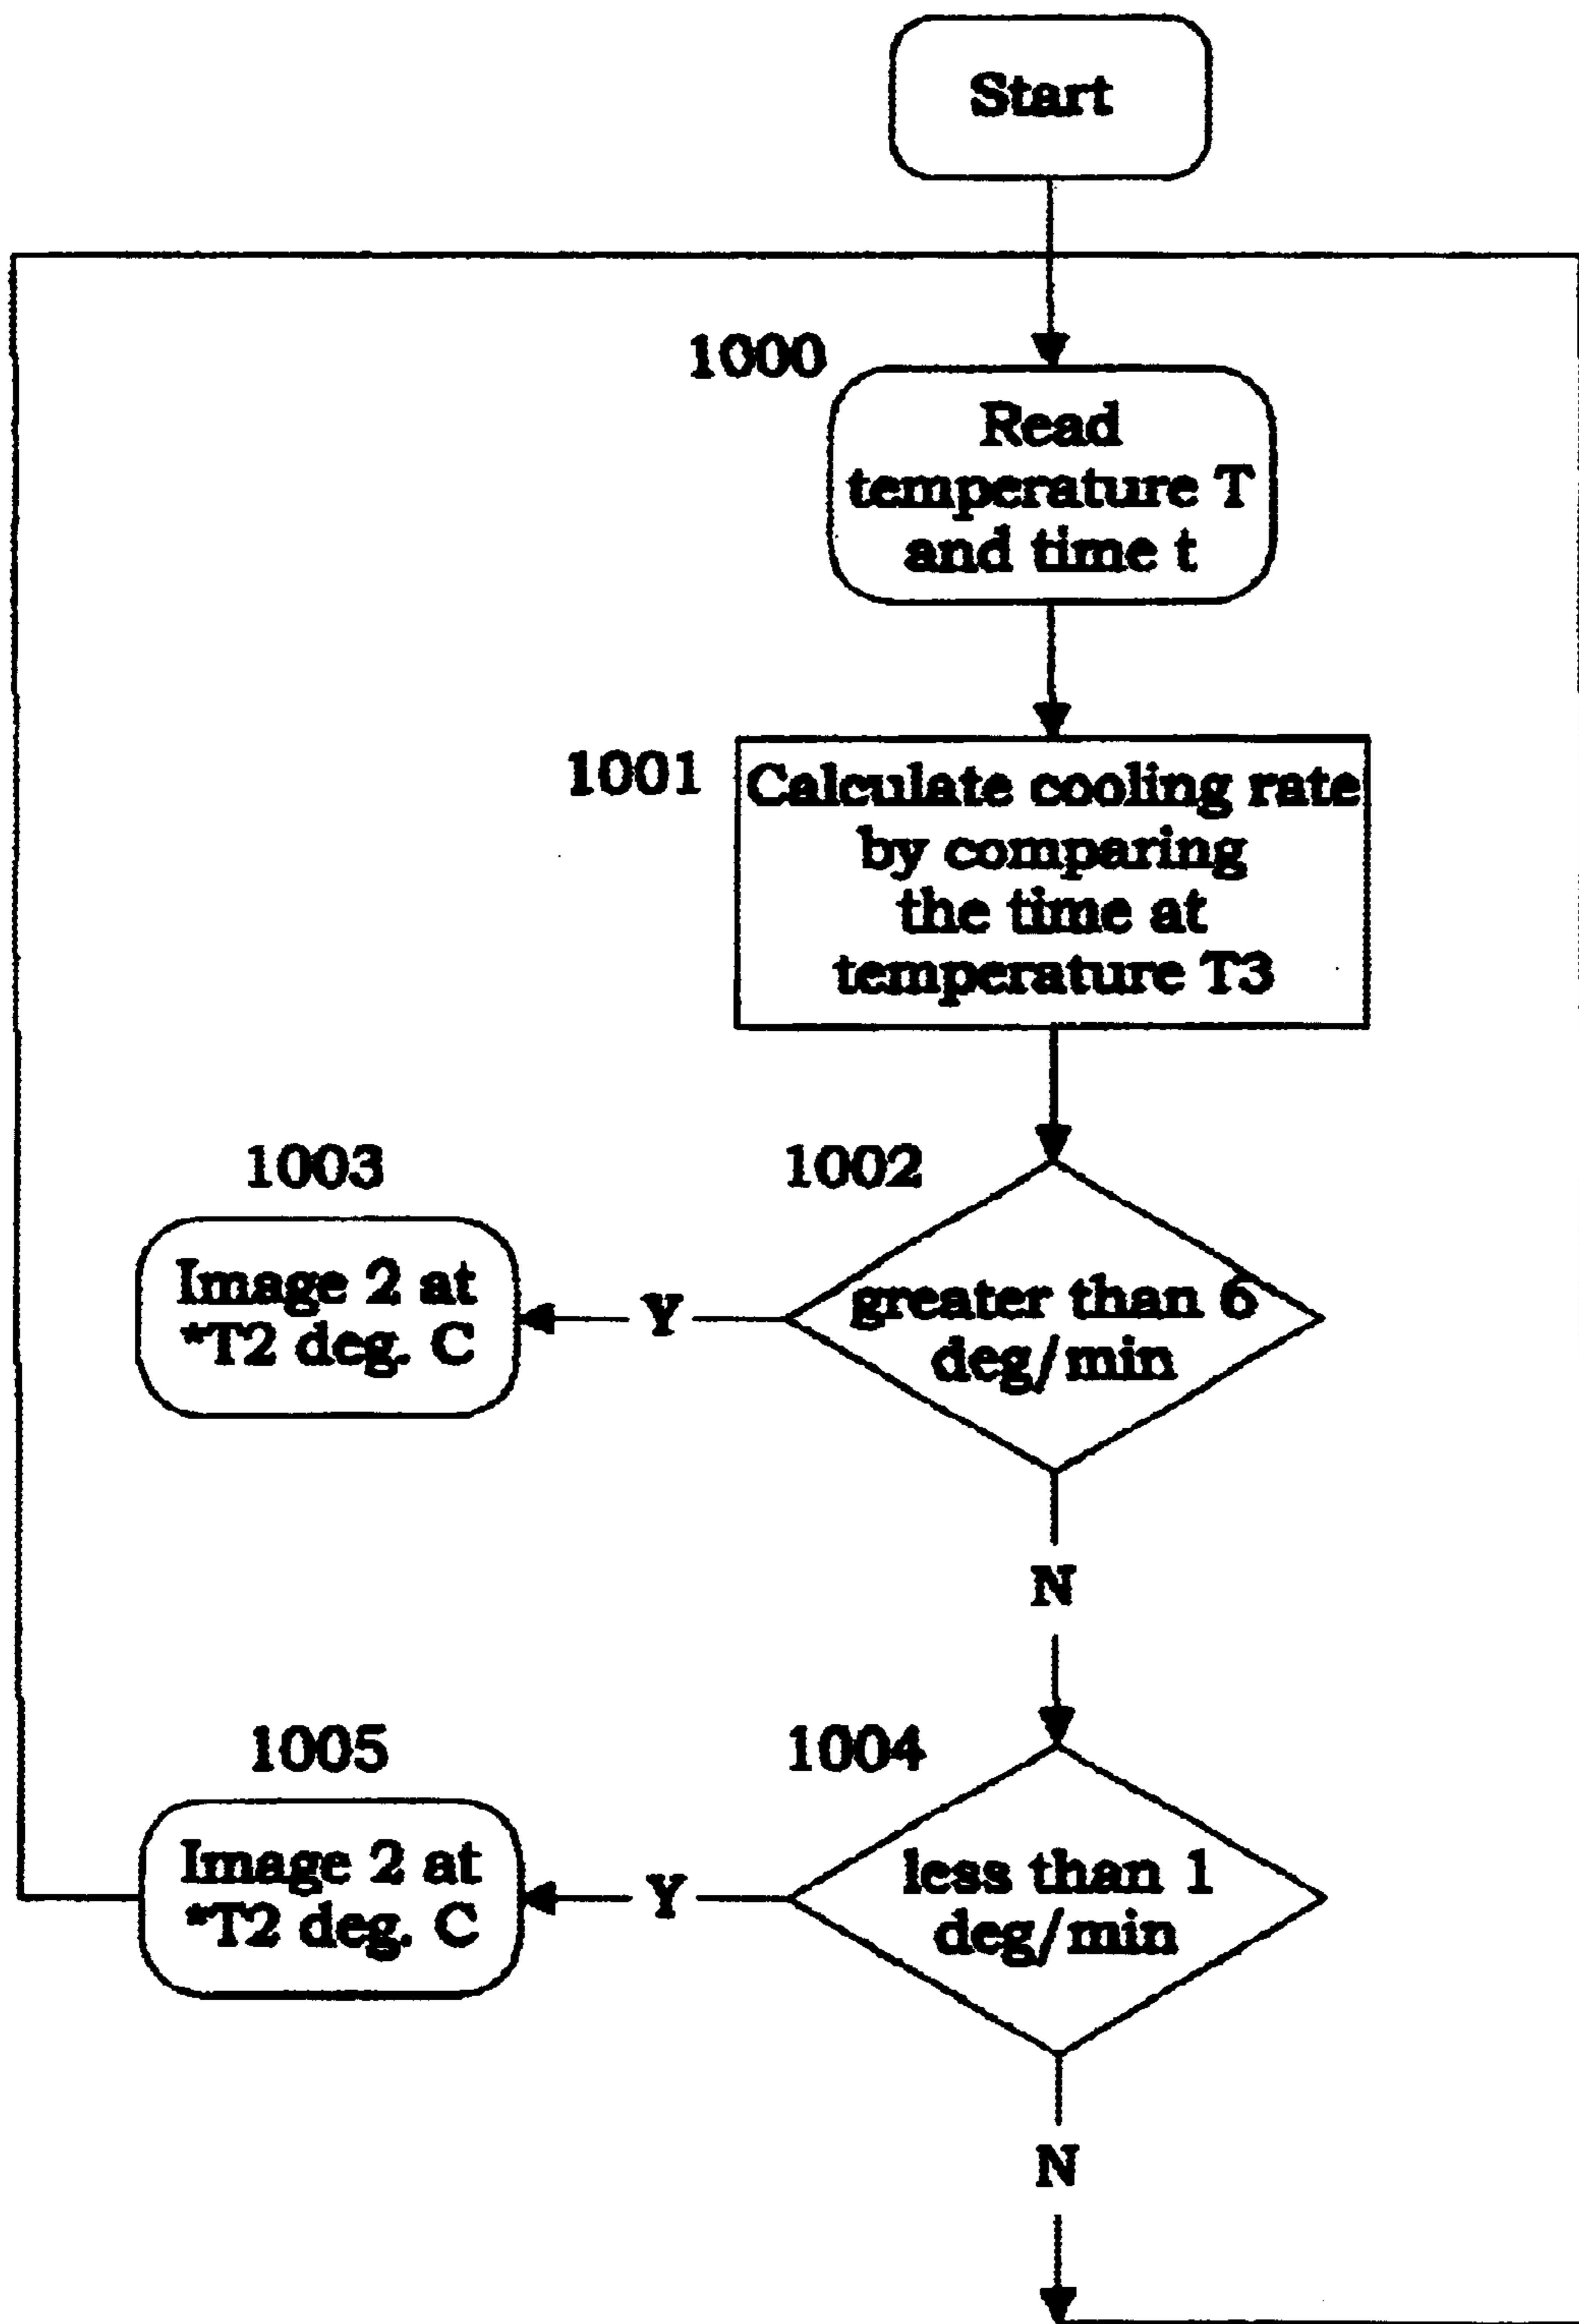 Start
1000
Read
temperature T
and time t
1001
Calculate cooling rate
by comparing
the time at
temperature T3
1003
1002
Image 2 at
*T2 deg. C
Y
greater than 6
deg/min
N
1005
1004
Image 2 at
*T2 deg. C
Y
less than 1
deg/min
N